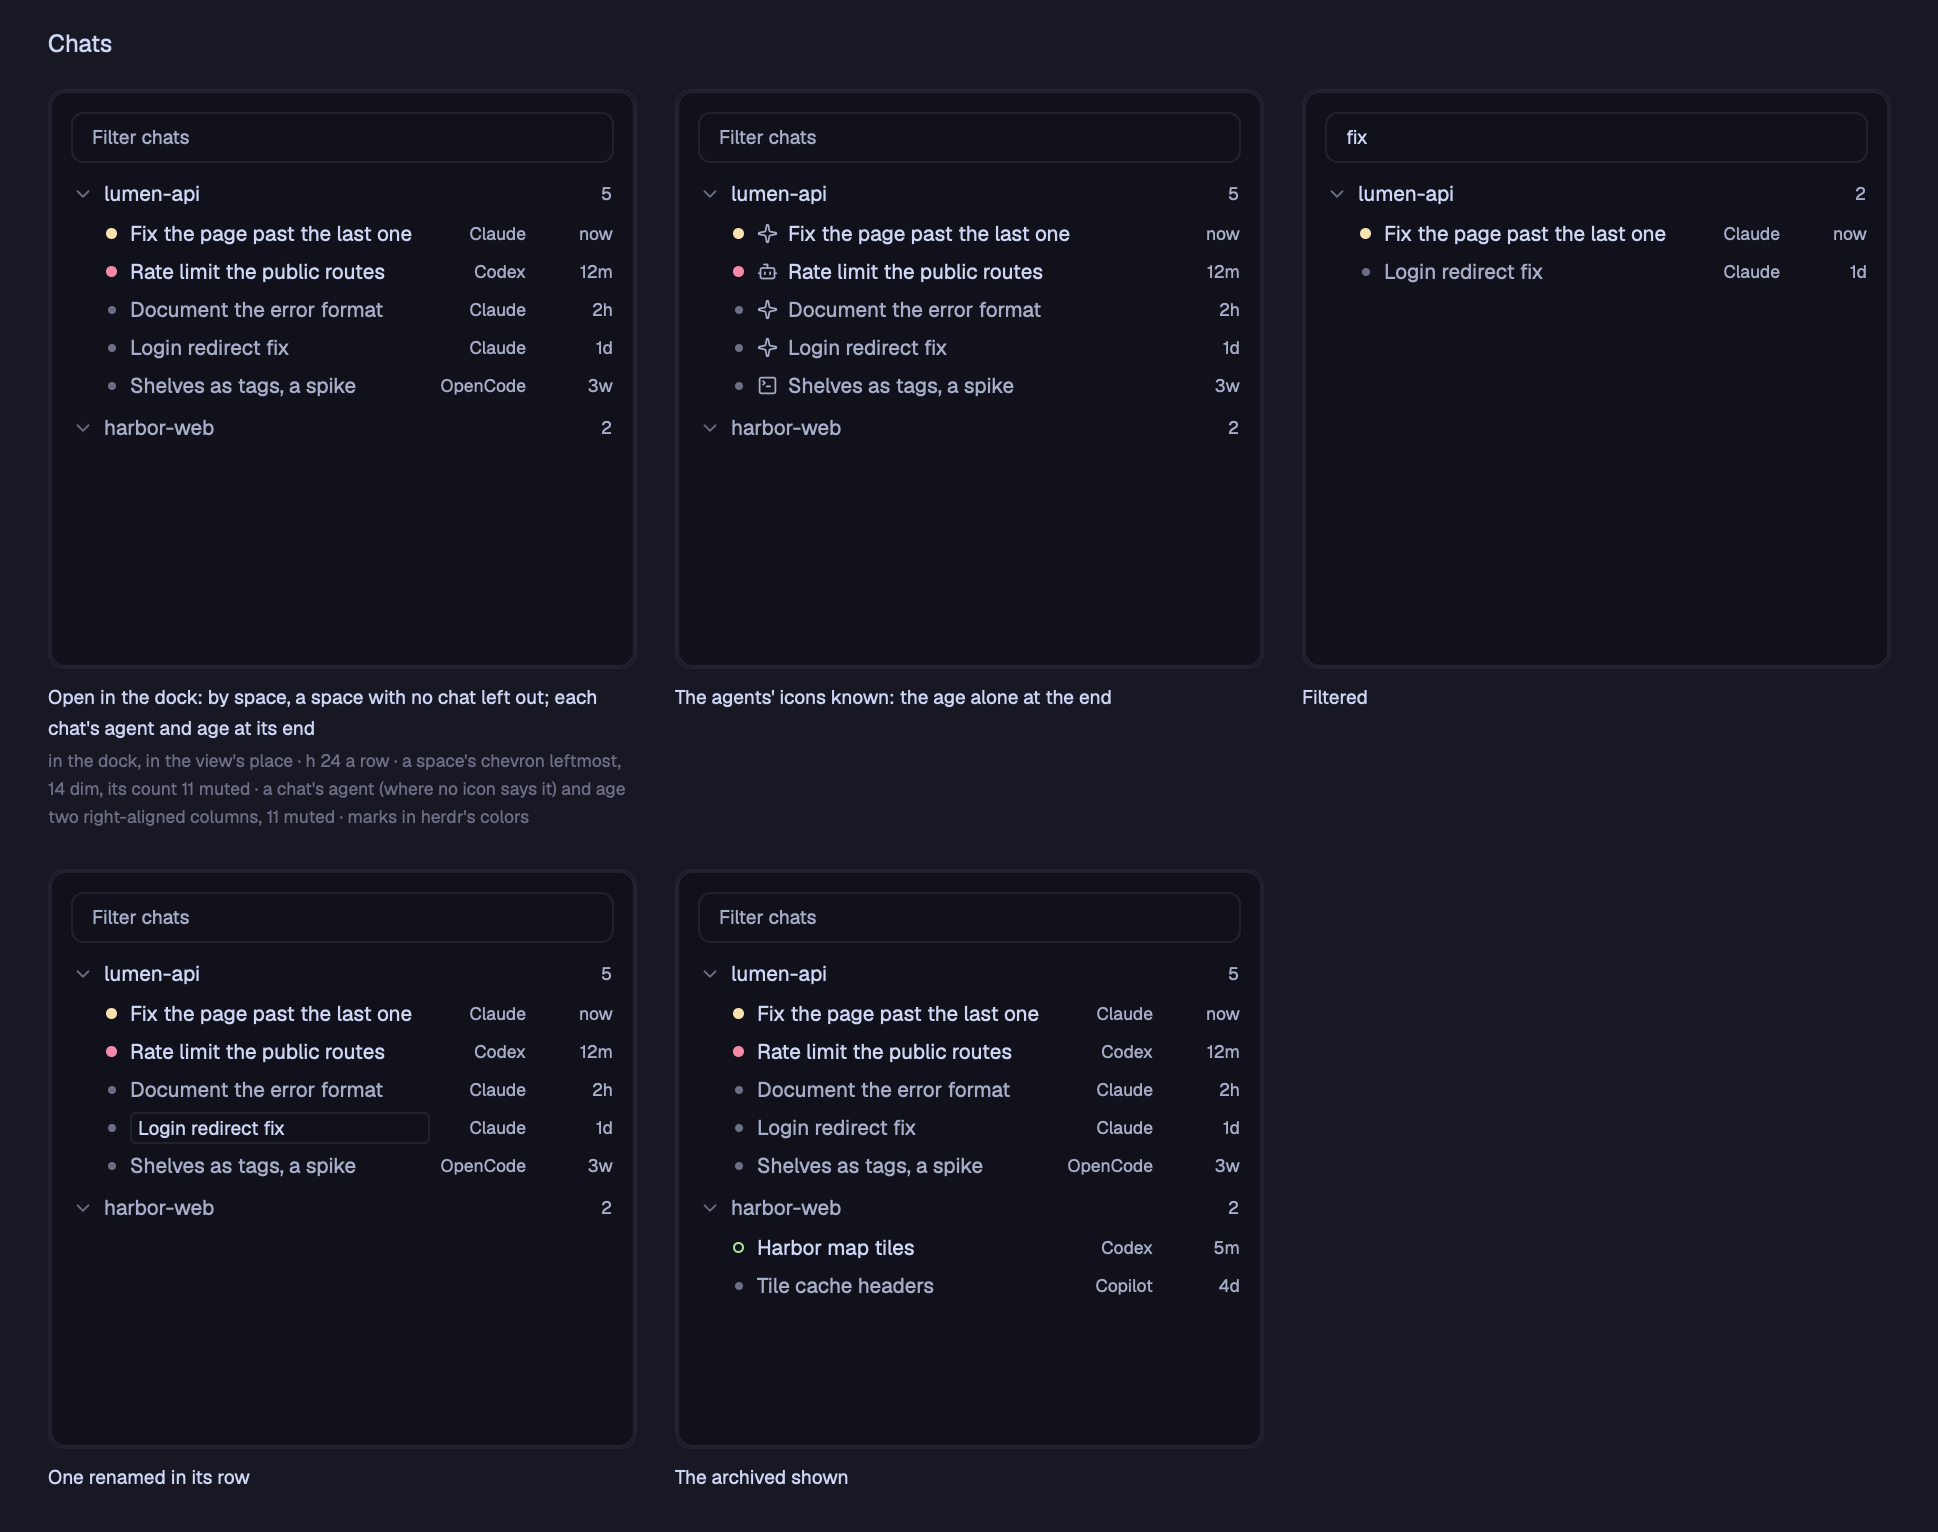 Chats
Filter chats
lumen-api 5
Fix the page past the last one Claude now
Rate limit the public routes Codex 12m
Document the error format Claude 2h
Login redirect fix Claude 1d
Shelves as tags, a spike OpenCode 3w
harbor-web 2
Open in the dock: by space, a space with no chat left out; each
chat's agent and age at its end
in the dock, in the view's place · h 24 a row · a space's chevron leftmost,
14 dim, its count 11 muted · a chat's agent (where no icon says it) and age
two right-aligned columns, 11 muted · marks in herdr's colors
Filter chats
lumen-api 5
Fix the page past the last one now
Rate limit the public routes 12m
Document the error format 2h
Login redirect fix 1d
Shelves as tags, a spike 3w
harbor-web 2
The agents' icons known: the age alone at the end
fix
lumen-api 2
Fix the page past the last one Claude now
Login redirect fix Claude 1d
Filtered
Filter chats
lumen-api 5
Fix the page past the last one Claude now
Rate limit the public routes Codex 12m
Document the error format Claude 2h
Login redirect fix Claude 1d
Shelves as tags, a spike OpenCode 3w
harbor-web 2
One renamed in its row
Filter chats
lumen-api 5
Fix the page past the last one Claude now
Rate limit the public routes Codex 12m
Document the error format Claude 2h
Login redirect fix Claude 1d
Shelves as tags, a spike OpenCode 3w
harbor-web 2
Harbor map tiles Codex 5m
Tile cache headers Copilot 4d
The archived shown